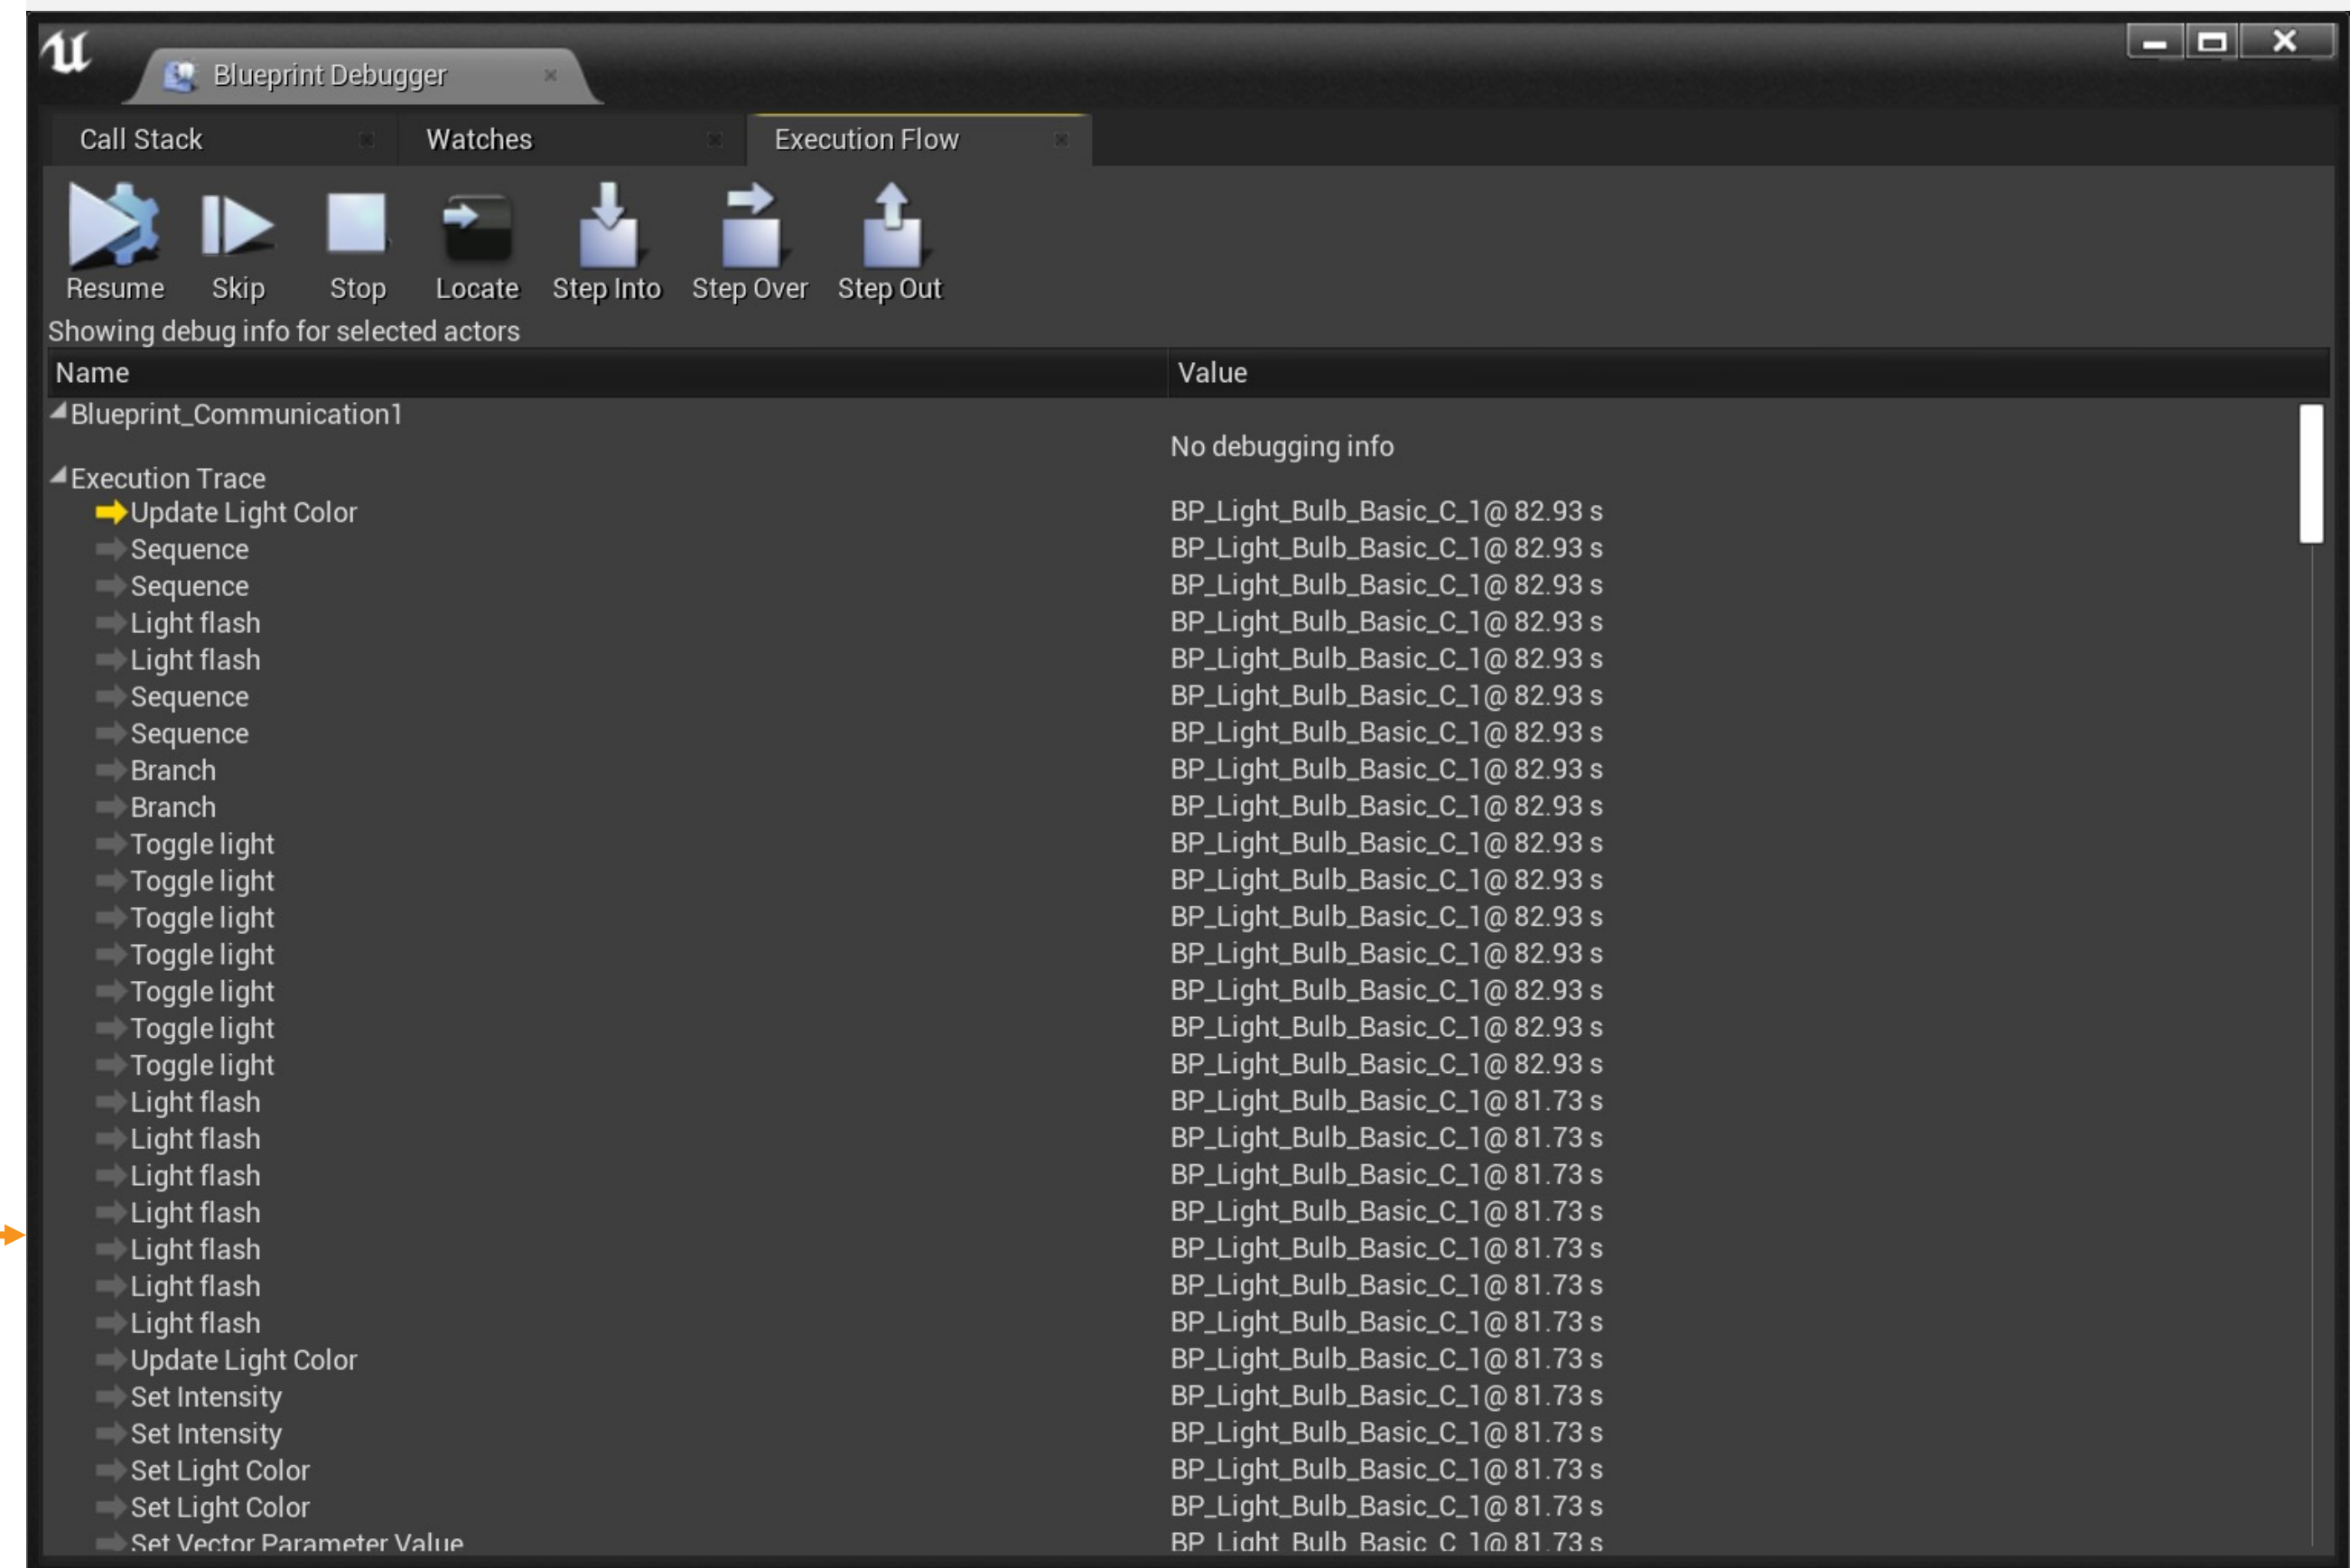 Blueprint Debugger
Call Stack Watches Execution Flow
Resume Skip Stop Locate Step Into Step Over Step Out
Showing debug info for selected actors
Name Value
Blueprint_Communication1
No debugging info
Execution Trace
Update Light Color BP_Light_Bulb_Basic_C_1@ 82.93 s
Sequence BP_Light_Bulb_Basic_C_1@ 82.93 s
Sequence BP_Light_Bulb_Basic_C_1@ 82.93 s
Light flash BP_Light_Bulb_Basic_C_1@ 82.93 s
Light flash BP_Light_Bulb_Basic_C_1@ 82.93 s
Sequence BP_Light_Bulb_Basic_C_1@ 82.93 s
Sequence BP_Light_Bulb_Basic_C_1@ 82.93 s
Branch BP_Light_Bulb_Basic_C_1@ 82.93 s
Branch BP_Light_Bulb_Basic_C_1@ 82.93 s
Toggle light BP_Light_Bulb_Basic_C_1@ 82.93 s
Toggle light BP_Light_Bulb_Basic_C_1@ 82.93 s
Toggle light BP_Light_Bulb_Basic_C_1@ 82.93 s
Toggle light BP_Light_Bulb_Basic_C_1@ 82.93 s
Toggle light BP_Light_Bulb_Basic_C_1@ 82.93 s
Toggle light BP_Light_Bulb_Basic_C_1@ 82.93 s
Toggle light BP_Light_Bulb_Basic_C_1@ 82.93 s
Light flash BP_Light_Bulb_Basic_C_1@ 81.73 s
Light flash BP_Light_Bulb_Basic_C_1@ 81.73 s
Light flash BP_Light_Bulb_Basic_C_1@ 81.73 s
Light flash BP_Light_Bulb_Basic_C_1@ 81.73 s
Light flash BP_Light_Bulb_Basic_C_1@ 81.73 s
Light flash BP_Light_Bulb_Basic_C_1@ 81.73 s
Light flash BP_Light_Bulb_Basic_C_1@ 81.73 s
Update Light Color BP_Light_Bulb_Basic_C_1@ 81.73 s
Set Intensity BP_Light_Bulb_Basic_C_1@ 81.73 s
Set Intensity BP_Light_Bulb_Basic_C_1@ 81.73 s
Set Light Color BP_Light_Bulb_Basic_C_1@ 81.73 s
Set Light Color BP_Light_Bulb_Basic_C_1@ 81.73 s
Set Vector Parameter Value BP_Light_Bulb_Basic_C_1@ 81.73 s